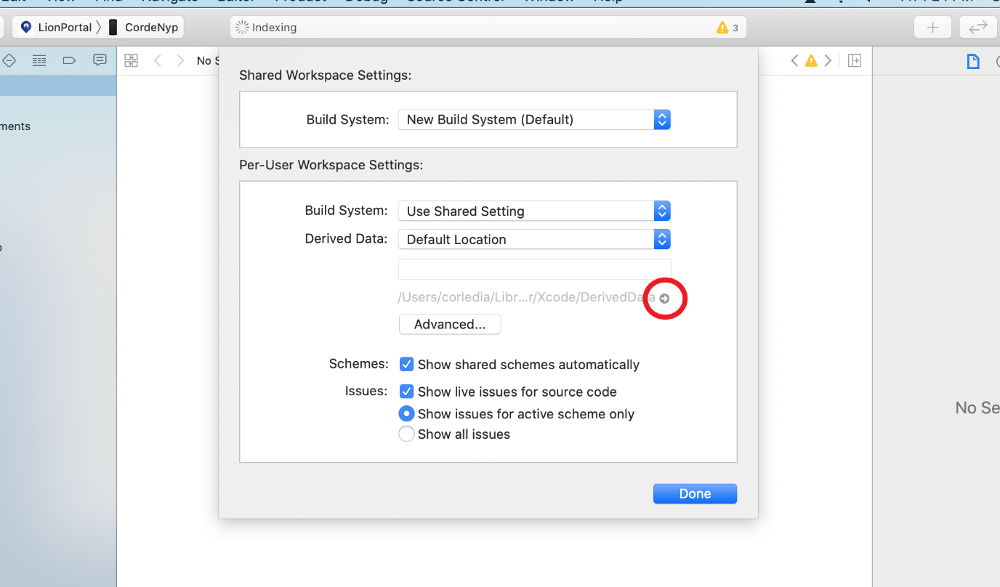 LionPortal CordeNyp Indexing 3
No S
Shared Workspace Settings:
Build System: New Build System (Default)
ments
Per-User Workspace Settings:
Build System: Use Shared Setting
Derived Data: Default Location
/Users/corledia/Libr...r/Xcode/DerivedData
Advanced...
Schemes: Show shared schemes automatically
Issues: Show live issues for source code
Show issues for active scheme only
No Se
Show all issues
Done